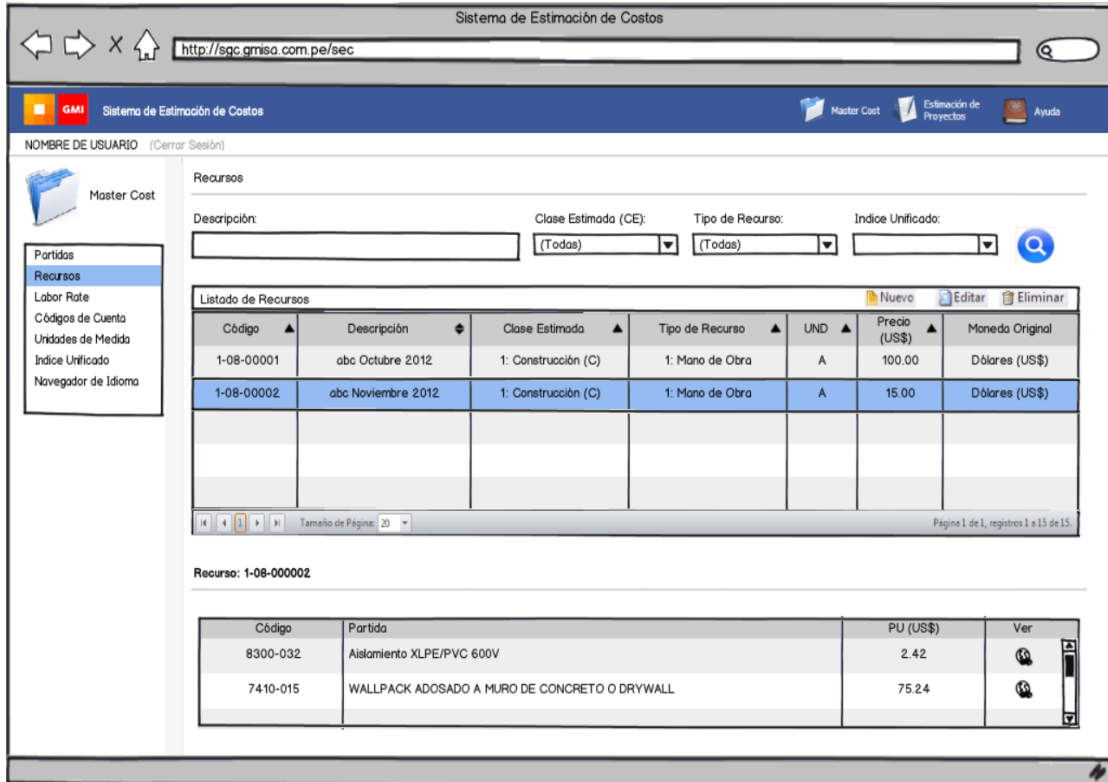 Sistema de Estimación de Costos
http://sgc.gmisa.com.pe/sec
GMI Sistema de Estimación de Costos Master Cost Estimación de Proyectos Ayuda
NOMBRE DE USUARIO (Cerrar Sesión)
Master Cost
Partidas
Recursos
Labor Rate
Códigos de Cuenta
Unidades de Medida
Indice Unificado
Navegador de Idioma
Recursos
Descripción: Clase Estimada (CE): Tipo de Recurso: Indice Unificado:
(Todas) (Todas)
Listado de Recursos Nuevo Editar Eliminar
Código Descripción Clase Estimada Tipo de Recurso UND Precio (US$) Moneda Original
1-08-00001 abc Octubre 2012 1: Construcción (C) 1: Mano de Obra A 100.00 Dólares (US$)
1-08-00002 abc Noviembre 2012 1: Construcción (C) 1: Mano de Obra A 15.00 Dólares (US$)
1 Tamaño de Página: 20 Página 1 de 1, registros 1 a 15 de 15.
Recurso: 1-08-000002
Código Partida PU (US$) Ver
8300-032 Aislamiento XLPE/PVC 600V 2.42
7410-015 WALLPACK ADOSADO A MURO DE CONCRETO O DRYWALL 75.24